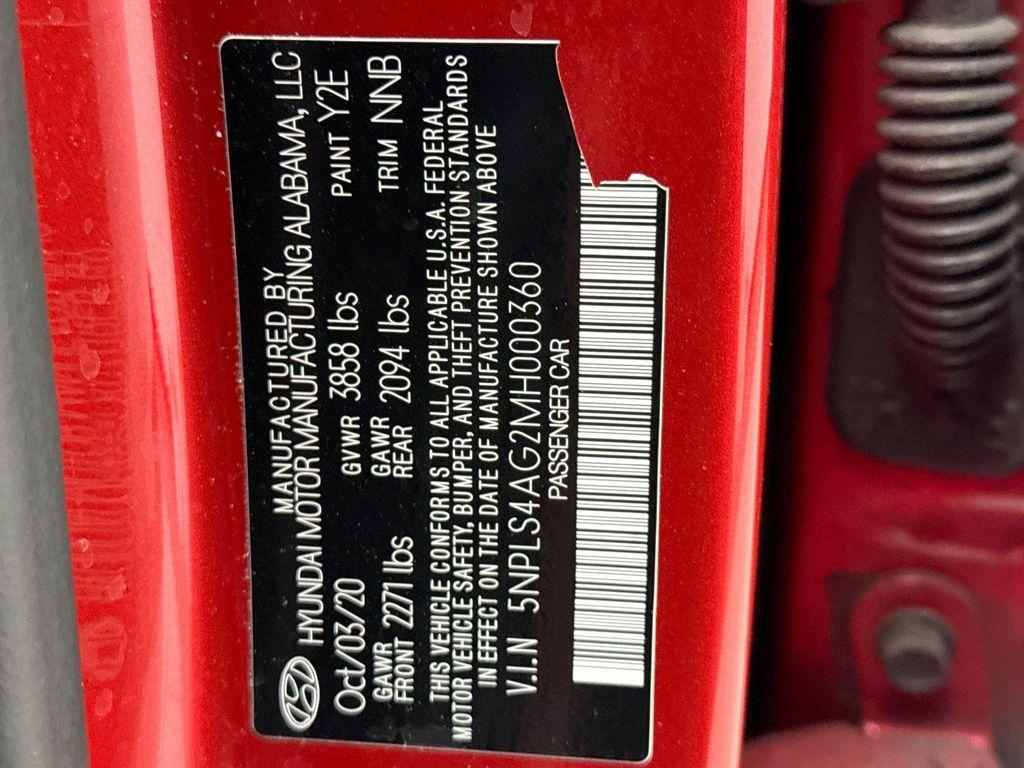 MANUFACTURED BY
HYUNDAI MOTOR MANUFACTURING ALABAMA, LLC
Oct/03/20 GVWR 3858 lbs PAINT Y2E
GAWR FRONT 2271 lbs GAWR REAR 2094 lbs TRIM NNB
THIS VEHICLE CONFORMS TO ALL APPLICABLE U.S.A. FEDERAL
MOTOR VEHICLE SAFETY, BUMPER, AND THEFT PREVENTION STANDARDS
IN EFFECT ON THE DATE OF MANUFACTURE SHOWN ABOVE
V.I.N 5NPLS4AG2MH000360
PASSENGER CAR